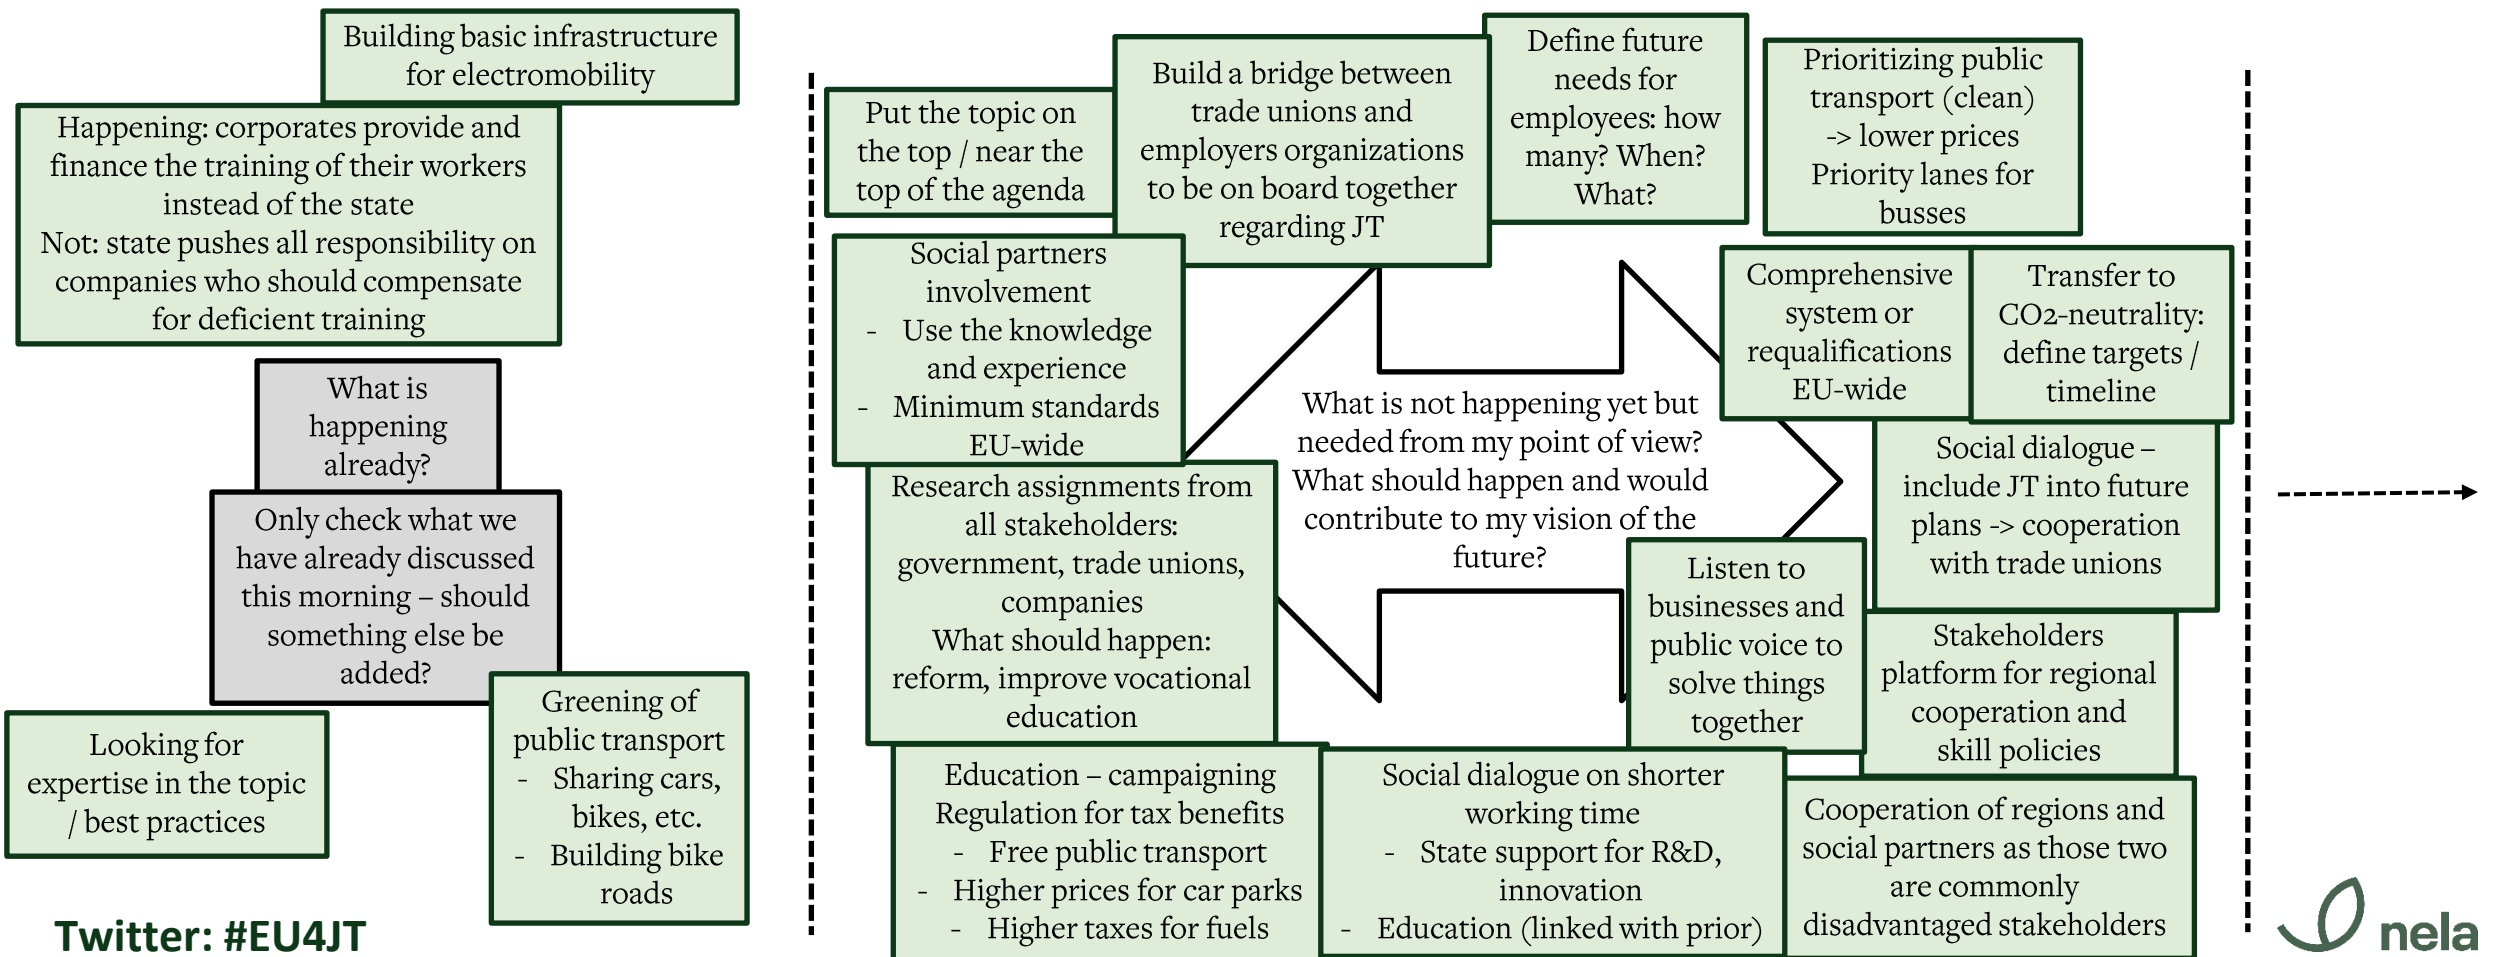 Building basic infrastructure
for electromobility
Happening: corporates provide and
finance the training of their workers
instead of the state
Not: state pushes all responsibility on
companies who should compensate
for deficient training
What is
happening
already?
Only check what we
have already discussed
this morning – should
something else be
added?
Looking for
expertise in the topic
/ best practices
Greening of
public transport
- Sharing cars,
bikes, etc.
- Building bike
roads
Twitter: #EU4JT
Put the topic on
the top / near the
top of the agenda
Build a bridge between
trade unions and
employers organizations
to be on board together
regarding JT
Define future
needs for
employees: how
many? When?
What?
Prioritizing public
transport (clean)
-> lower prices
Priority lanes for
busses
Social partners
involvement
- Use the knowledge
and experience
- Minimum standards
EU-wide
Comprehensive
system or
requalifications
EU-wide
Transfer to
CO2-neutrality:
define targets /
timeline
What is not happening yet but
needed from my point of view?
What should happen and would
contribute to my vision of the
future?
Research assignments from
all stakeholders:
government, trade unions,
companies
What should happen:
reform, improve vocational
education
Social dialogue –
include JT into future
plans -> cooperation
with trade unions
Listen to
businesses and
public voice to
solve things
together
Stakeholders
platform for regional
cooperation and
skill policies
Education – campaigning
Regulation for tax benefits
- Free public transport
- Higher prices for car parks
- Higher taxes for fuels
Social dialogue on shorter
working time
- State support for R&D,
innovation
- Education (linked with prior)
Cooperation of regions and
social partners as those two
are commonly
disadvantaged stakeholders
nela